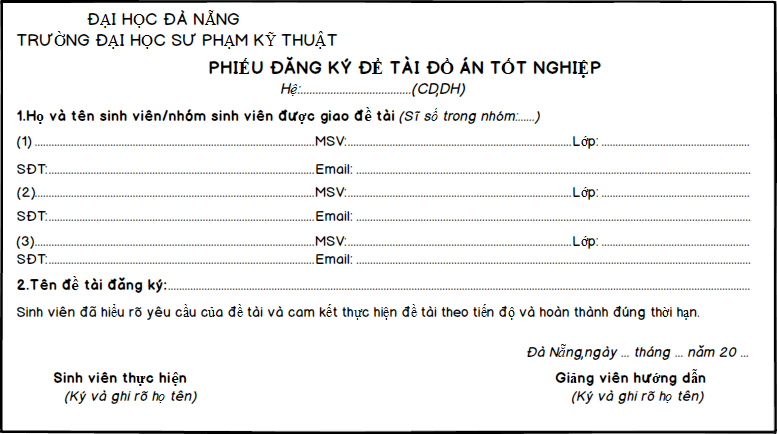 ĐẠI HỌC ĐÀ NẴNG
TRƯỜNG ĐẠI HỌC SƯ PHẠM KỸ THUẬT
PHIẾU ĐĂNG KÝ ĐỀ TÀI ĐỒ ÁN TỐT NGHIỆP
Hệ:..............................(CD,DH)
1.Họ và tên sinh viên/nhóm sinh viên được giao đề tài (Sĩ số trong nhóm:......)
(1) ..............................MSV:..............................Lớp: ..............................
SĐT:..............................Email: ..............................
(2)..............................MSV:..............................Lớp: ..............................
SĐT:..............................Email: ..............................
(3)..............................MSV:..............................Lớp: ..............................
SĐT:..............................Email: ..............................
2.Tên đề tài đăng ký:..............................
Sinh viên đã hiểu rõ yêu cầu của đề tài và cam kết thực hiện đề tài theo tiến độ và hoàn thành đúng thời hạn.
Đà Nẵng,ngày ... tháng ... năm 20 ...
Sinh viên thực hiện Giảng viên hướng dẫn
(Ký và ghi rõ họ tên) (Ký và ghi rõ họ tên)